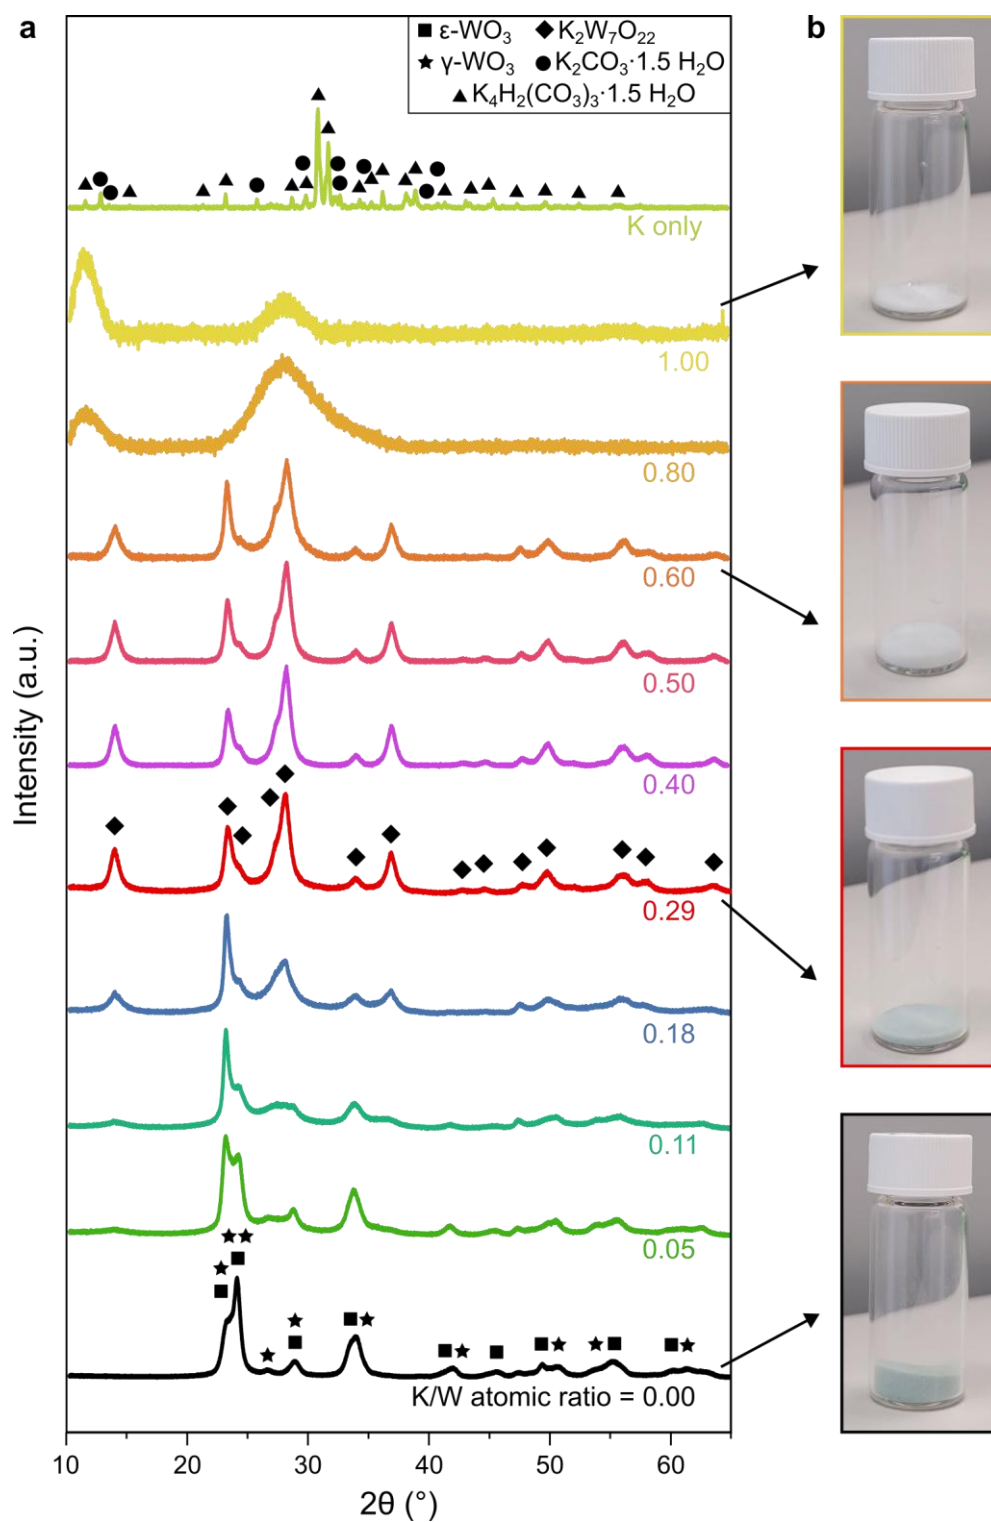 a
b
■ ε-WO₃ ◆ K₂W₇O₂₂
★ γ-WO₃ ● K₂CO₃·1.5 H₂O
▲ K₄H₂(CO₃)₃·1.5 H₂O
K only
1.00
0.80
0.60
0.50
0.40
0.29
0.18
0.11
0.05
K/W atomic ratio = 0.00
Intensity (a.u.)
10 20 30 40 50 60
2θ (°)